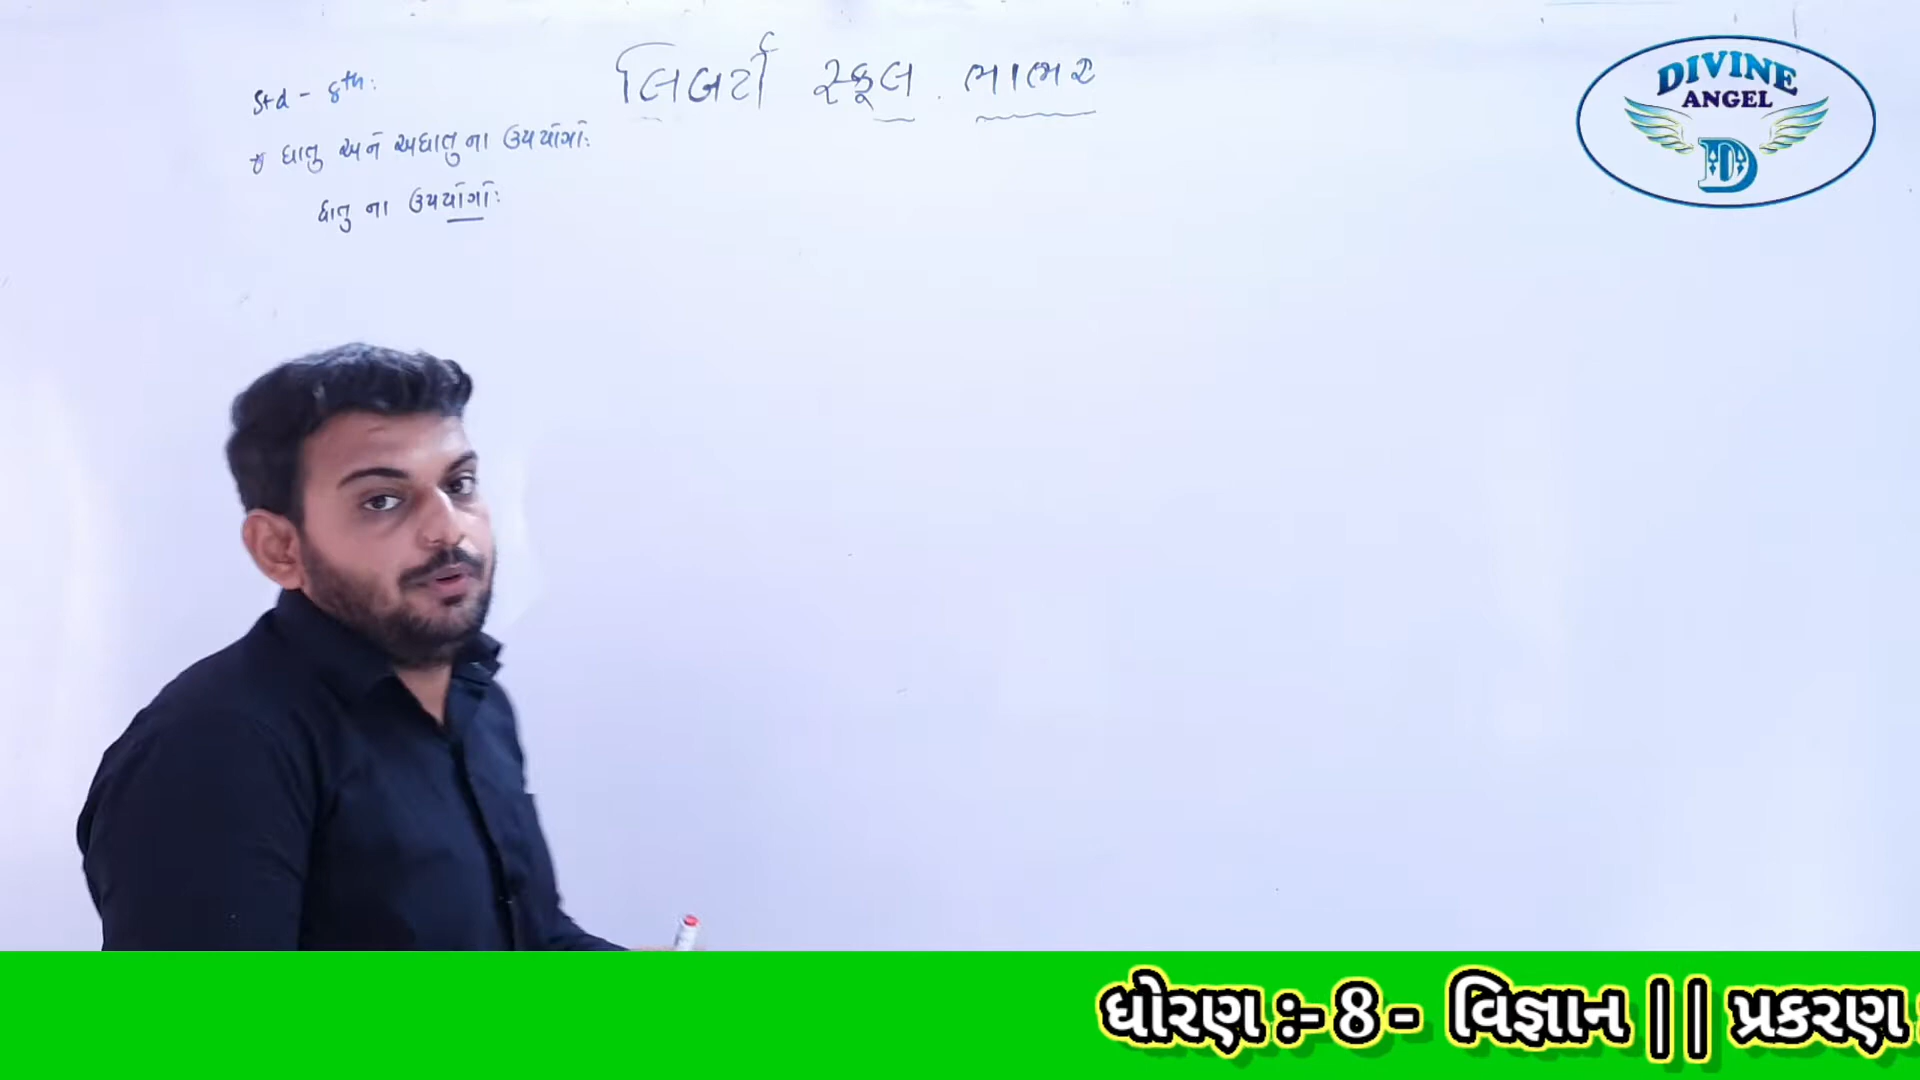 લિબર્ટી સ્કૂલ . ભાભર
Std - 8th :
* ધાતુ અને અધાતુ ના ઉપયોગો :
ધાતુ ના ઉપયોગો :
DIVINE
ANGEL
D
ધોરણ :- 8 - વિજ્ઞાન || પ્રકરણ